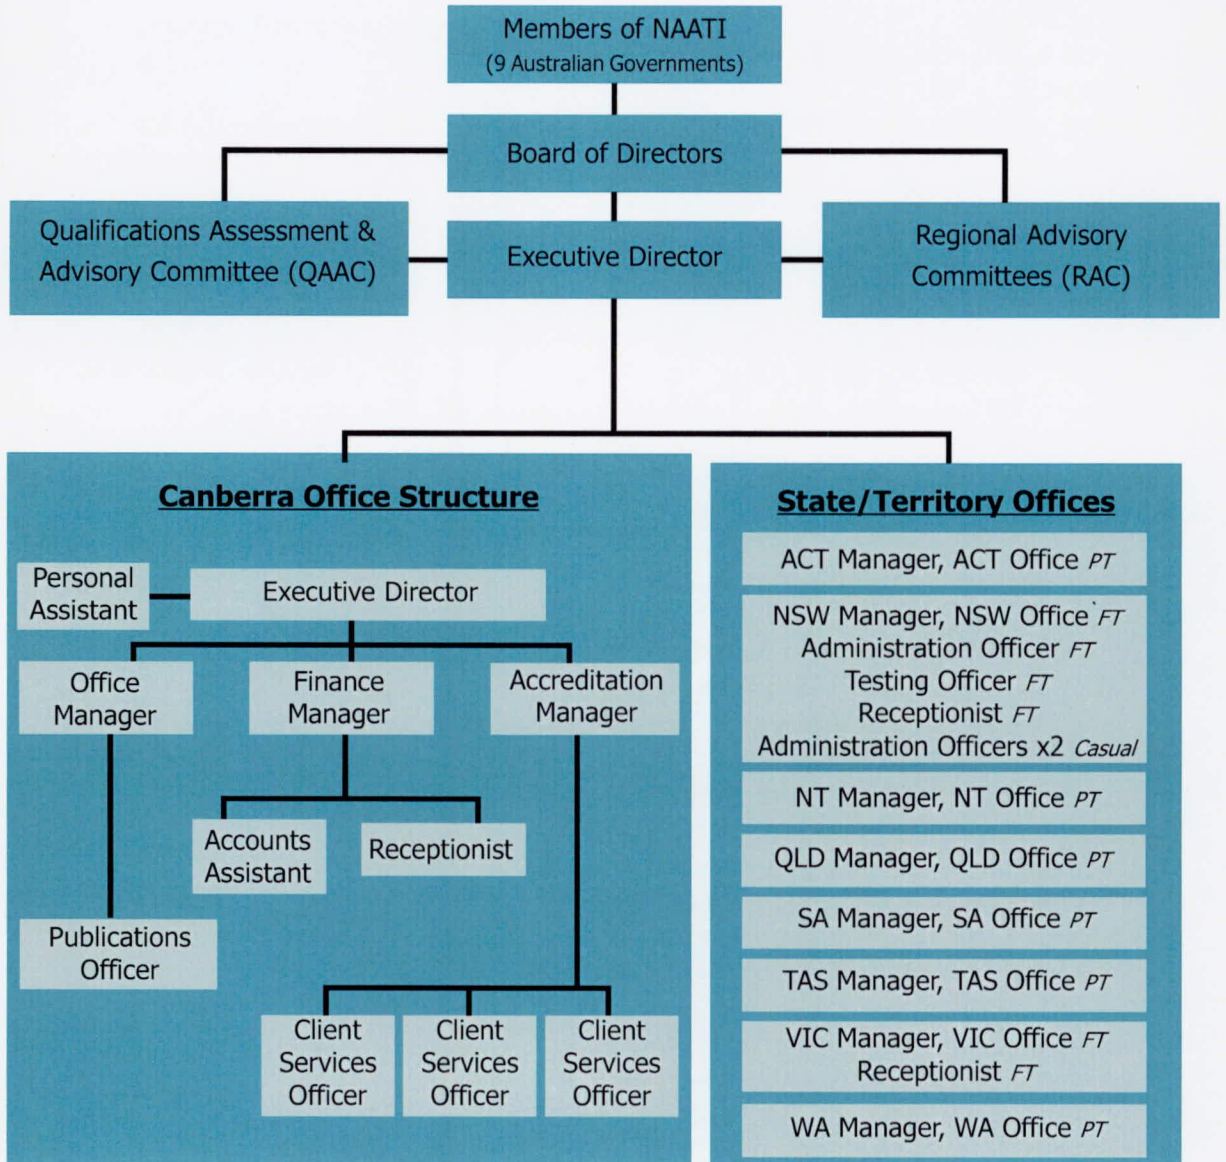 Members of NAATI
(9 Australian Governments)
Board of Directors
Qualifications Assessment &
Advisory Committee (QAAC)
Executive Director
Regional Advisory
Committees (RAC)
Canberra Office Structure
Personal
Assistant
Executive Director
Office
Manager
Finance
Manager
Accreditation
Manager
Accounts
Assistant
Receptionist
Publications
Officer
Client
Services
Officer
Client
Services
Officer
Client
Services
Officer
State/Territory Offices
ACT Manager, ACT Office PT
NSW Manager, NSW Office FT
Administration Officer FT
Testing Officer FT
Receptionist FT
Administration Officers x2 Casual
NT Manager, NT Office PT
QLD Manager, QLD Office PT
SA Manager, SA Office PT
TAS Manager, TAS Office PT
VIC Manager, VIC Office FT
Receptionist FT
WA Manager, WA Office PT